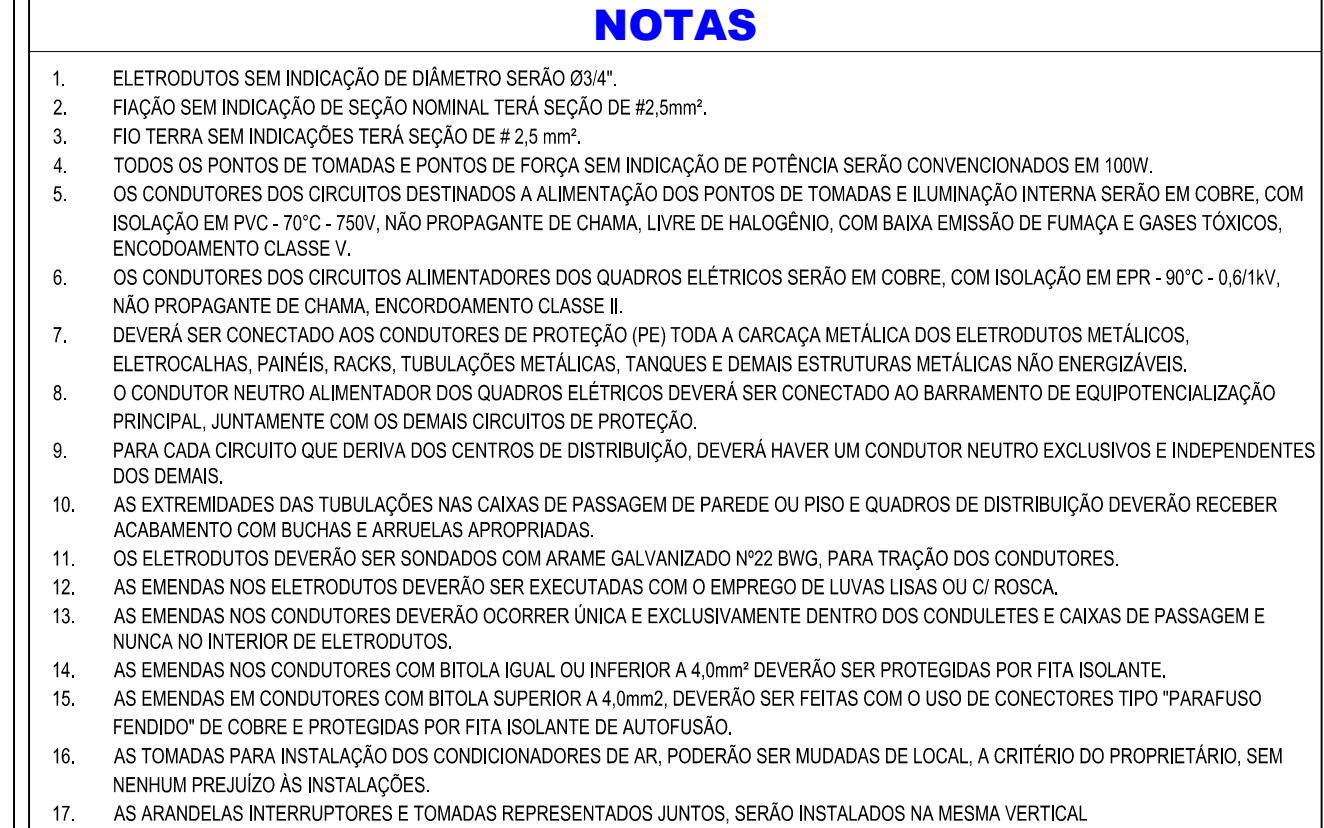 NOTAS
1. ELETRODUTOS SEM INDICAÇÃO DE DIÂMETRO SERÃO Ø3/4".
2. FIAÇÃO SEM INDICAÇÃO DE SEÇÃO NOMINAL TERÁ SEÇÃO DE #2,5mm².
3. FIO TERRA SEM INDICAÇÕES TERÁ SEÇÃO DE # 2,5 mm².
4. TODOS OS PONTOS DE TOMADAS E PONTOS DE FORÇA SEM INDICAÇÃO DE POTÊNCIA SERÃO CONVENCIONADOS EM 100W.
5. OS CONDUTORES DOS CIRCUITOS DESTINADOS A ALIMENTAÇÃO DOS PONTOS DE TOMADAS E ILUMINAÇÃO INTERNA SERÃO EM COBRE, COM
ISOLAÇÃO EM PVC - 70°C - 750V, NÃO PROPAGANTE DE CHAMA, LIVRE DE HALOGÊNIO, COM BAIXA EMISSÃO DE FUMAÇA E GASES TÓXICOS,
ENCODOAMENTO CLASSE V.
6. OS CONDUTORES DOS CIRCUITOS ALIMENTADORES DOS QUADROS ELÉTRICOS SERÃO EM COBRE, COM ISOLAÇÃO EM EPR - 90°C - 0,6/1kV,
NÃO PROPAGANTE DE CHAMA, ENCORDOAMENTO CLASSE II.
7. DEVERÁ SER CONECTADO AOS CONDUTORES DE PROTEÇÃO (PE) TODA A CARCAÇA METÁLICA DOS ELETRODUTOS METÁLICOS,
ELETROCALHAS, PAINÉIS, RACKS, TUBULAÇÕES METÁLICAS, TANQUES E DEMAIS ESTRUTURAS METÁLICAS NÃO ENERGIZÁVEIS.
8. O CONDUTOR NEUTRO ALIMENTADOR DOS QUADROS ELÉTRICOS DEVERÁ SER CONECTADO AO BARRAMENTO DE EQUIPOTENCIALIZAÇÃO
PRINCIPAL, JUNTAMENTE COM OS DEMAIS CIRCUITOS DE PROTEÇÃO.
9. PARA CADA CIRCUITO QUE DERIVA DOS CENTROS DE DISTRIBUIÇÃO, DEVERÁ HAVER UM CONDUTOR NEUTRO EXCLUSIVOS E INDEPENDENTES
DOS DEMAIS.
10. AS EXTREMIDADES DAS TUBULAÇÕES NAS CAIXAS DE PASSAGEM DE PAREDE OU PISO E QUADROS DE DISTRIBUIÇÃO DEVERÃO RECEBER
ACABAMENTO COM BUCHAS E ARRUELAS APROPRIADAS.
11. OS ELETRODUTOS DEVERÃO SER SONDADOS COM ARAME GALVANIZADO Nº22 BWG, PARA TRAÇÃO DOS CONDUTORES.
12. AS EMENDAS NOS ELETRODUTOS DEVERÃO SER EXECUTADAS COM O EMPREGO DE LUVAS LISAS OU C/ ROSCA.
13. AS EMENDAS NOS CONDUTORES DEVERÃO OCORRER ÚNICA E EXCLUSIVAMENTE DENTRO DOS CONDULETES E CAIXAS DE PASSAGEM E
NUNCA NO INTERIOR DE ELETRODUTOS.
14. AS EMENDAS NOS CONDUTORES COM BITOLA IGUAL OU INFERIOR A 4,0mm² DEVERÃO SER PROTEGIDAS POR FITA ISOLANTE.
15. AS EMENDAS EM CONDUTORES COM BITOLA SUPERIOR A 4,0mm2, DEVERÃO SER FEITAS COM O USO DE CONECTORES TIPO "PARAFUSO
FENDIDO" DE COBRE E PROTEGIDAS POR FITA ISOLANTE DE AUTOFUSÃO.
16. AS TOMADAS PARA INSTALAÇÃO DOS CONDICIONADORES DE AR, PODERÃO SER MUDADAS DE LOCAL, A CRITÉRIO DO PROPRIETÁRIO, SEM
NENHUM PREJUÍZO ÀS INSTALAÇÕES.
17. AS ARANDELAS INTERRUPTORES E TOMADAS REPRESENTADOS JUNTOS, SERÃO INSTALADOS NA MESMA VERTICAL